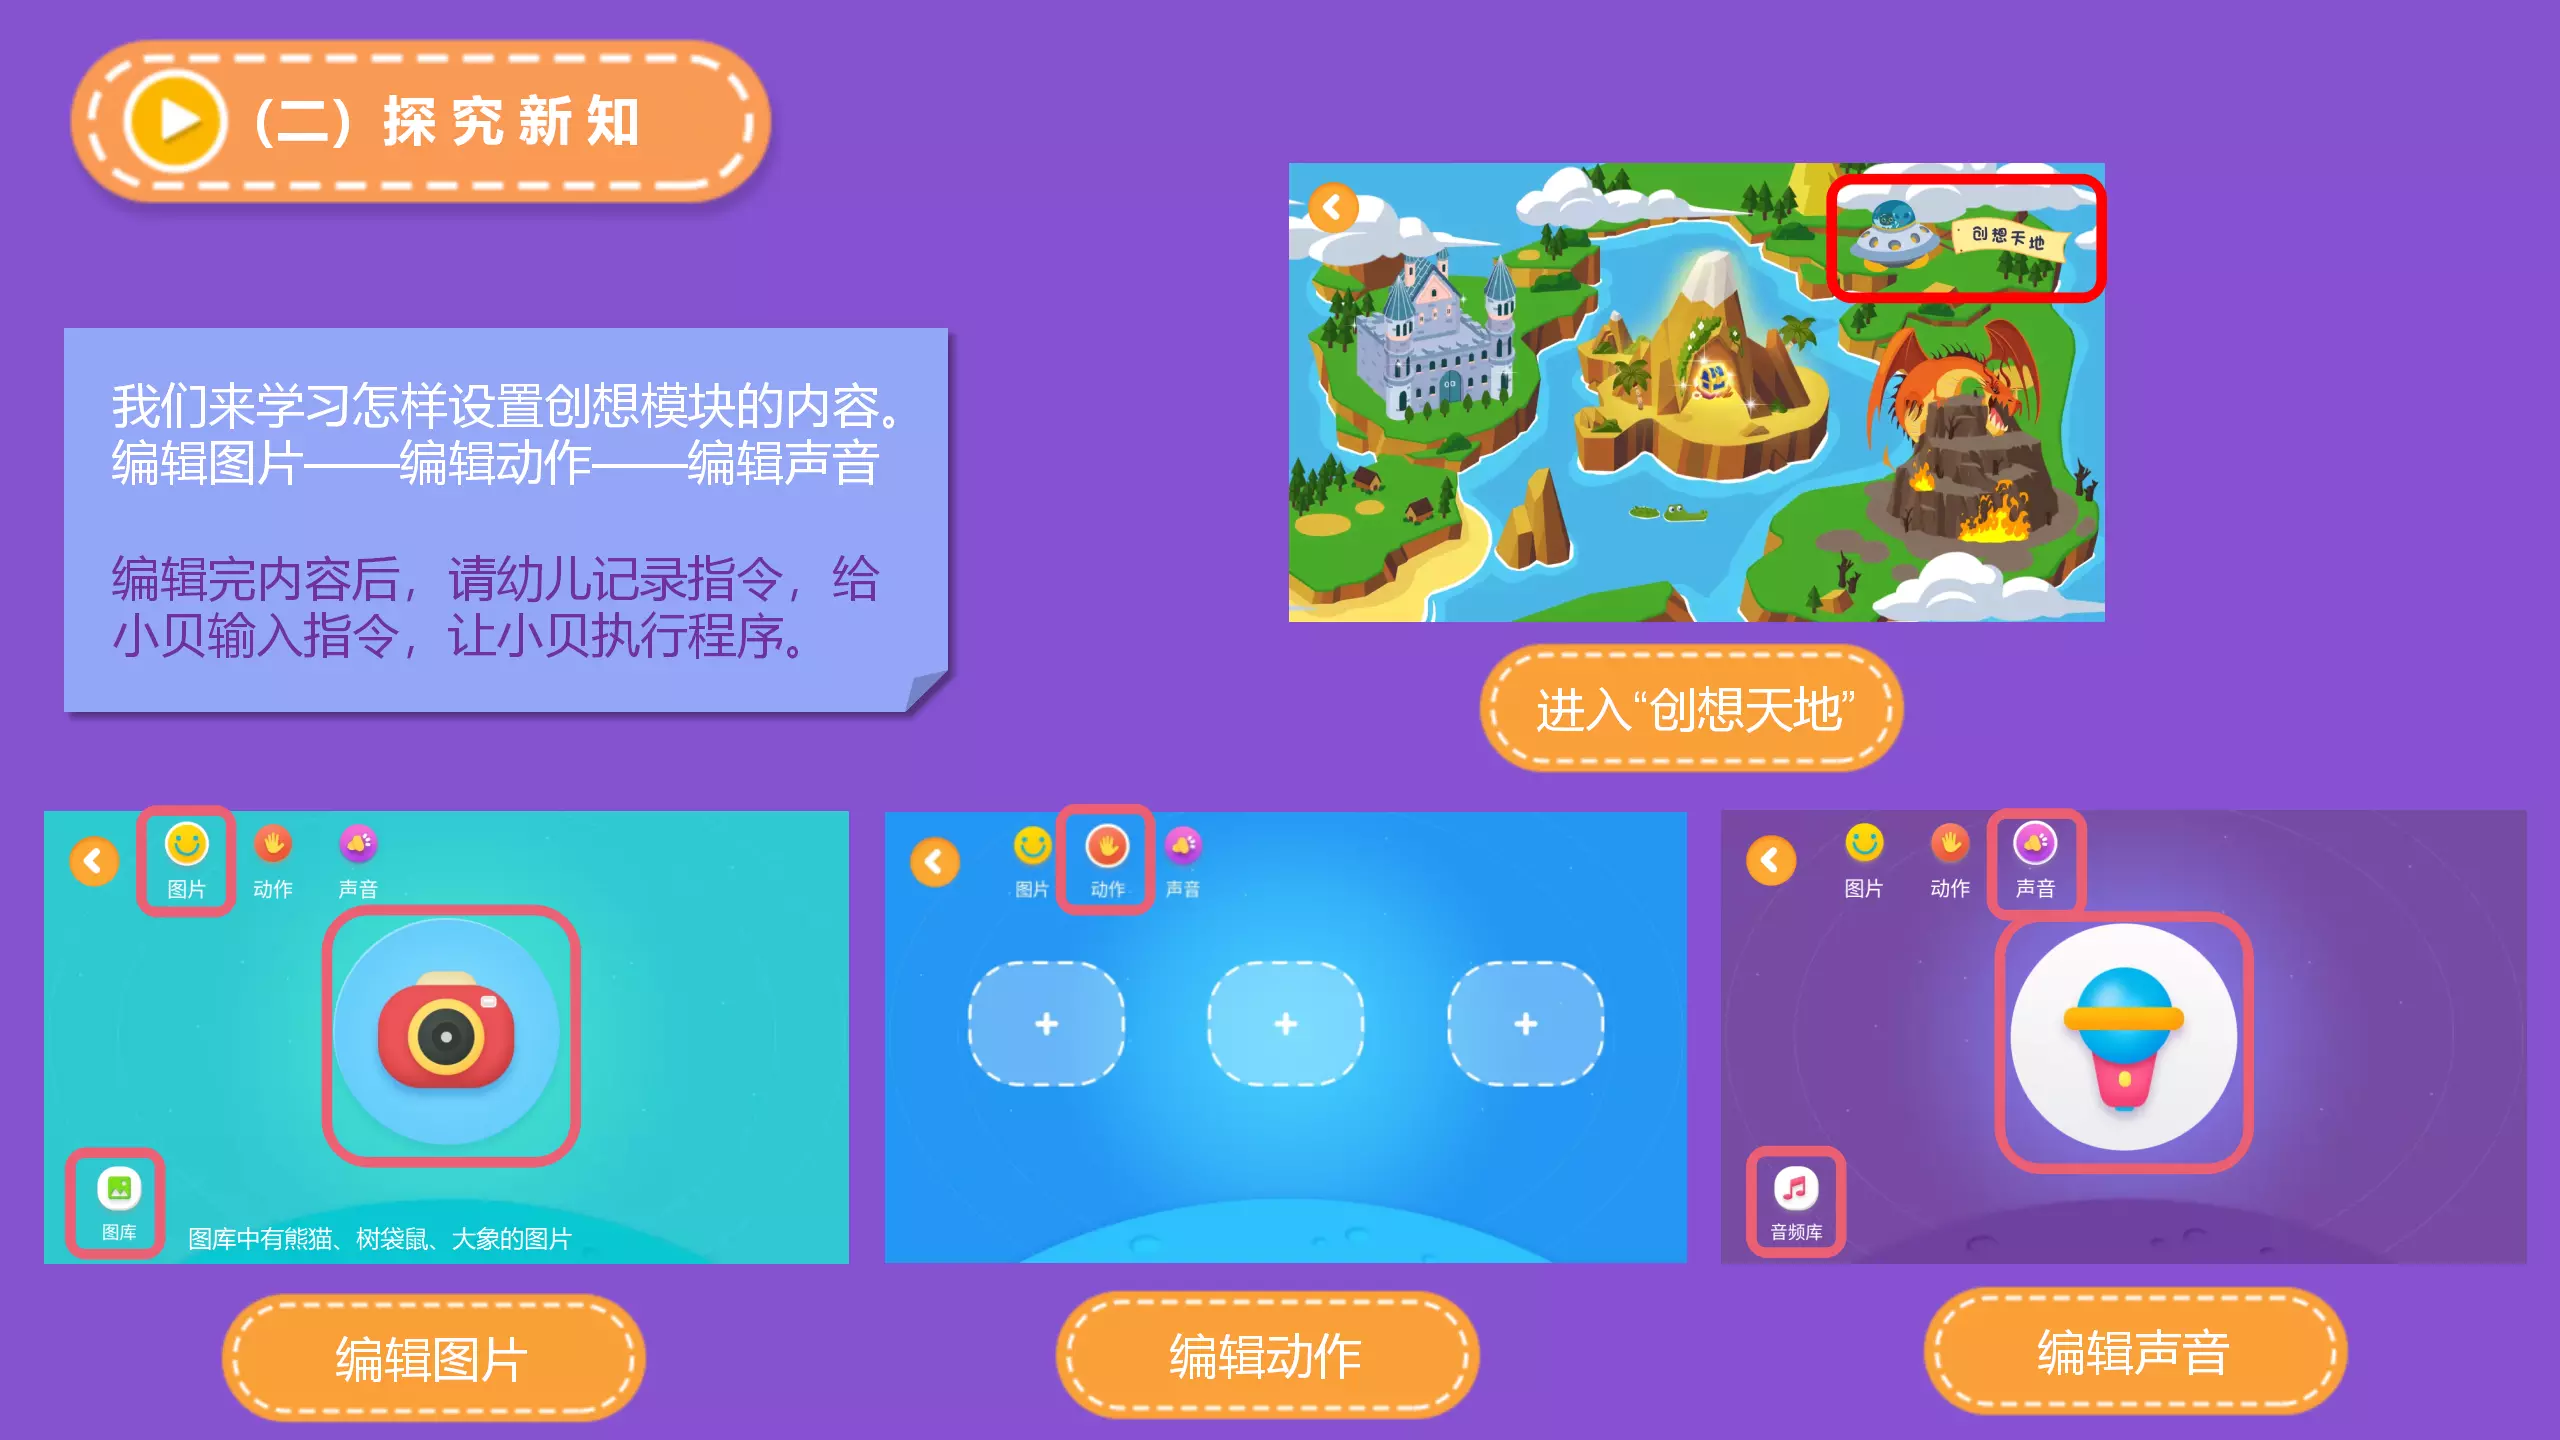 (二) 探究新知
我们来学习怎样设置创想模块的内容。
编辑图片——编辑动作——编辑声音
编辑完内容后，请幼儿记录指令，给
小贝输入指令，让小贝执行程序。
创想天地
进入“创想天地”
图片 动作 声音
图库
图库中有熊猫、树袋鼠、大象的图片
编辑图片
图片 动作 声音
编辑动作
图片 动作 声音
音频库
编辑声音